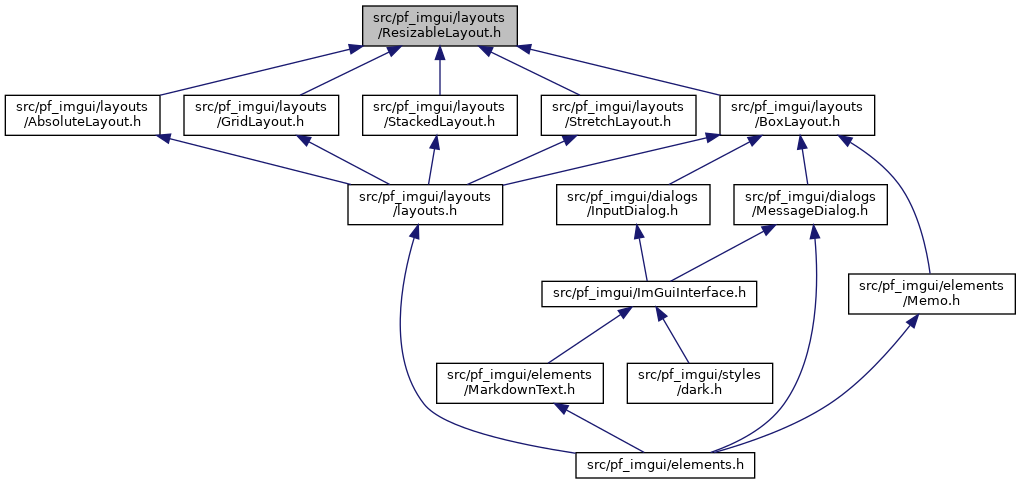 src/pf_imgui/layouts
/ResizableLayout.h
src/pf_imgui/layouts
/AbsoluteLayout.h
src/pf_imgui/layouts
/GridLayout.h
src/pf_imgui/layouts
/StackedLayout.h
src/pf_imgui/layouts
/StretchLayout.h
src/pf_imgui/layouts
/BoxLayout.h
src/pf_imgui/layouts
/layouts.h
src/pf_imgui/dialogs
/InputDialog.h
src/pf_imgui/dialogs
/MessageDialog.h
src/pf_imgui/ImGuiInterface.h
src/pf_imgui/elements
/Memo.h
src/pf_imgui/elements
/MarkdownText.h
src/pf_imgui/styles
/dark.h
src/pf_imgui/elements.h